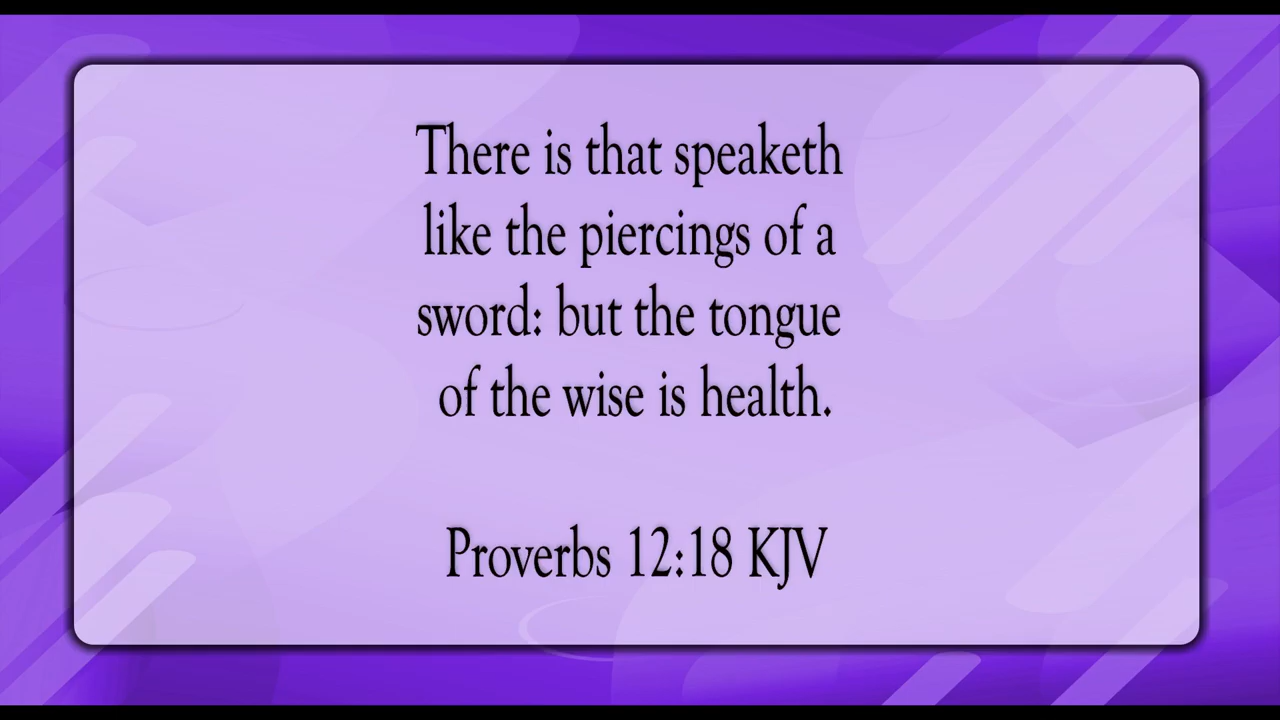 There is that speaketh
like the piercings of a
sword: but the tongue
of the wise is health.
Proverbs 12:18 KJV